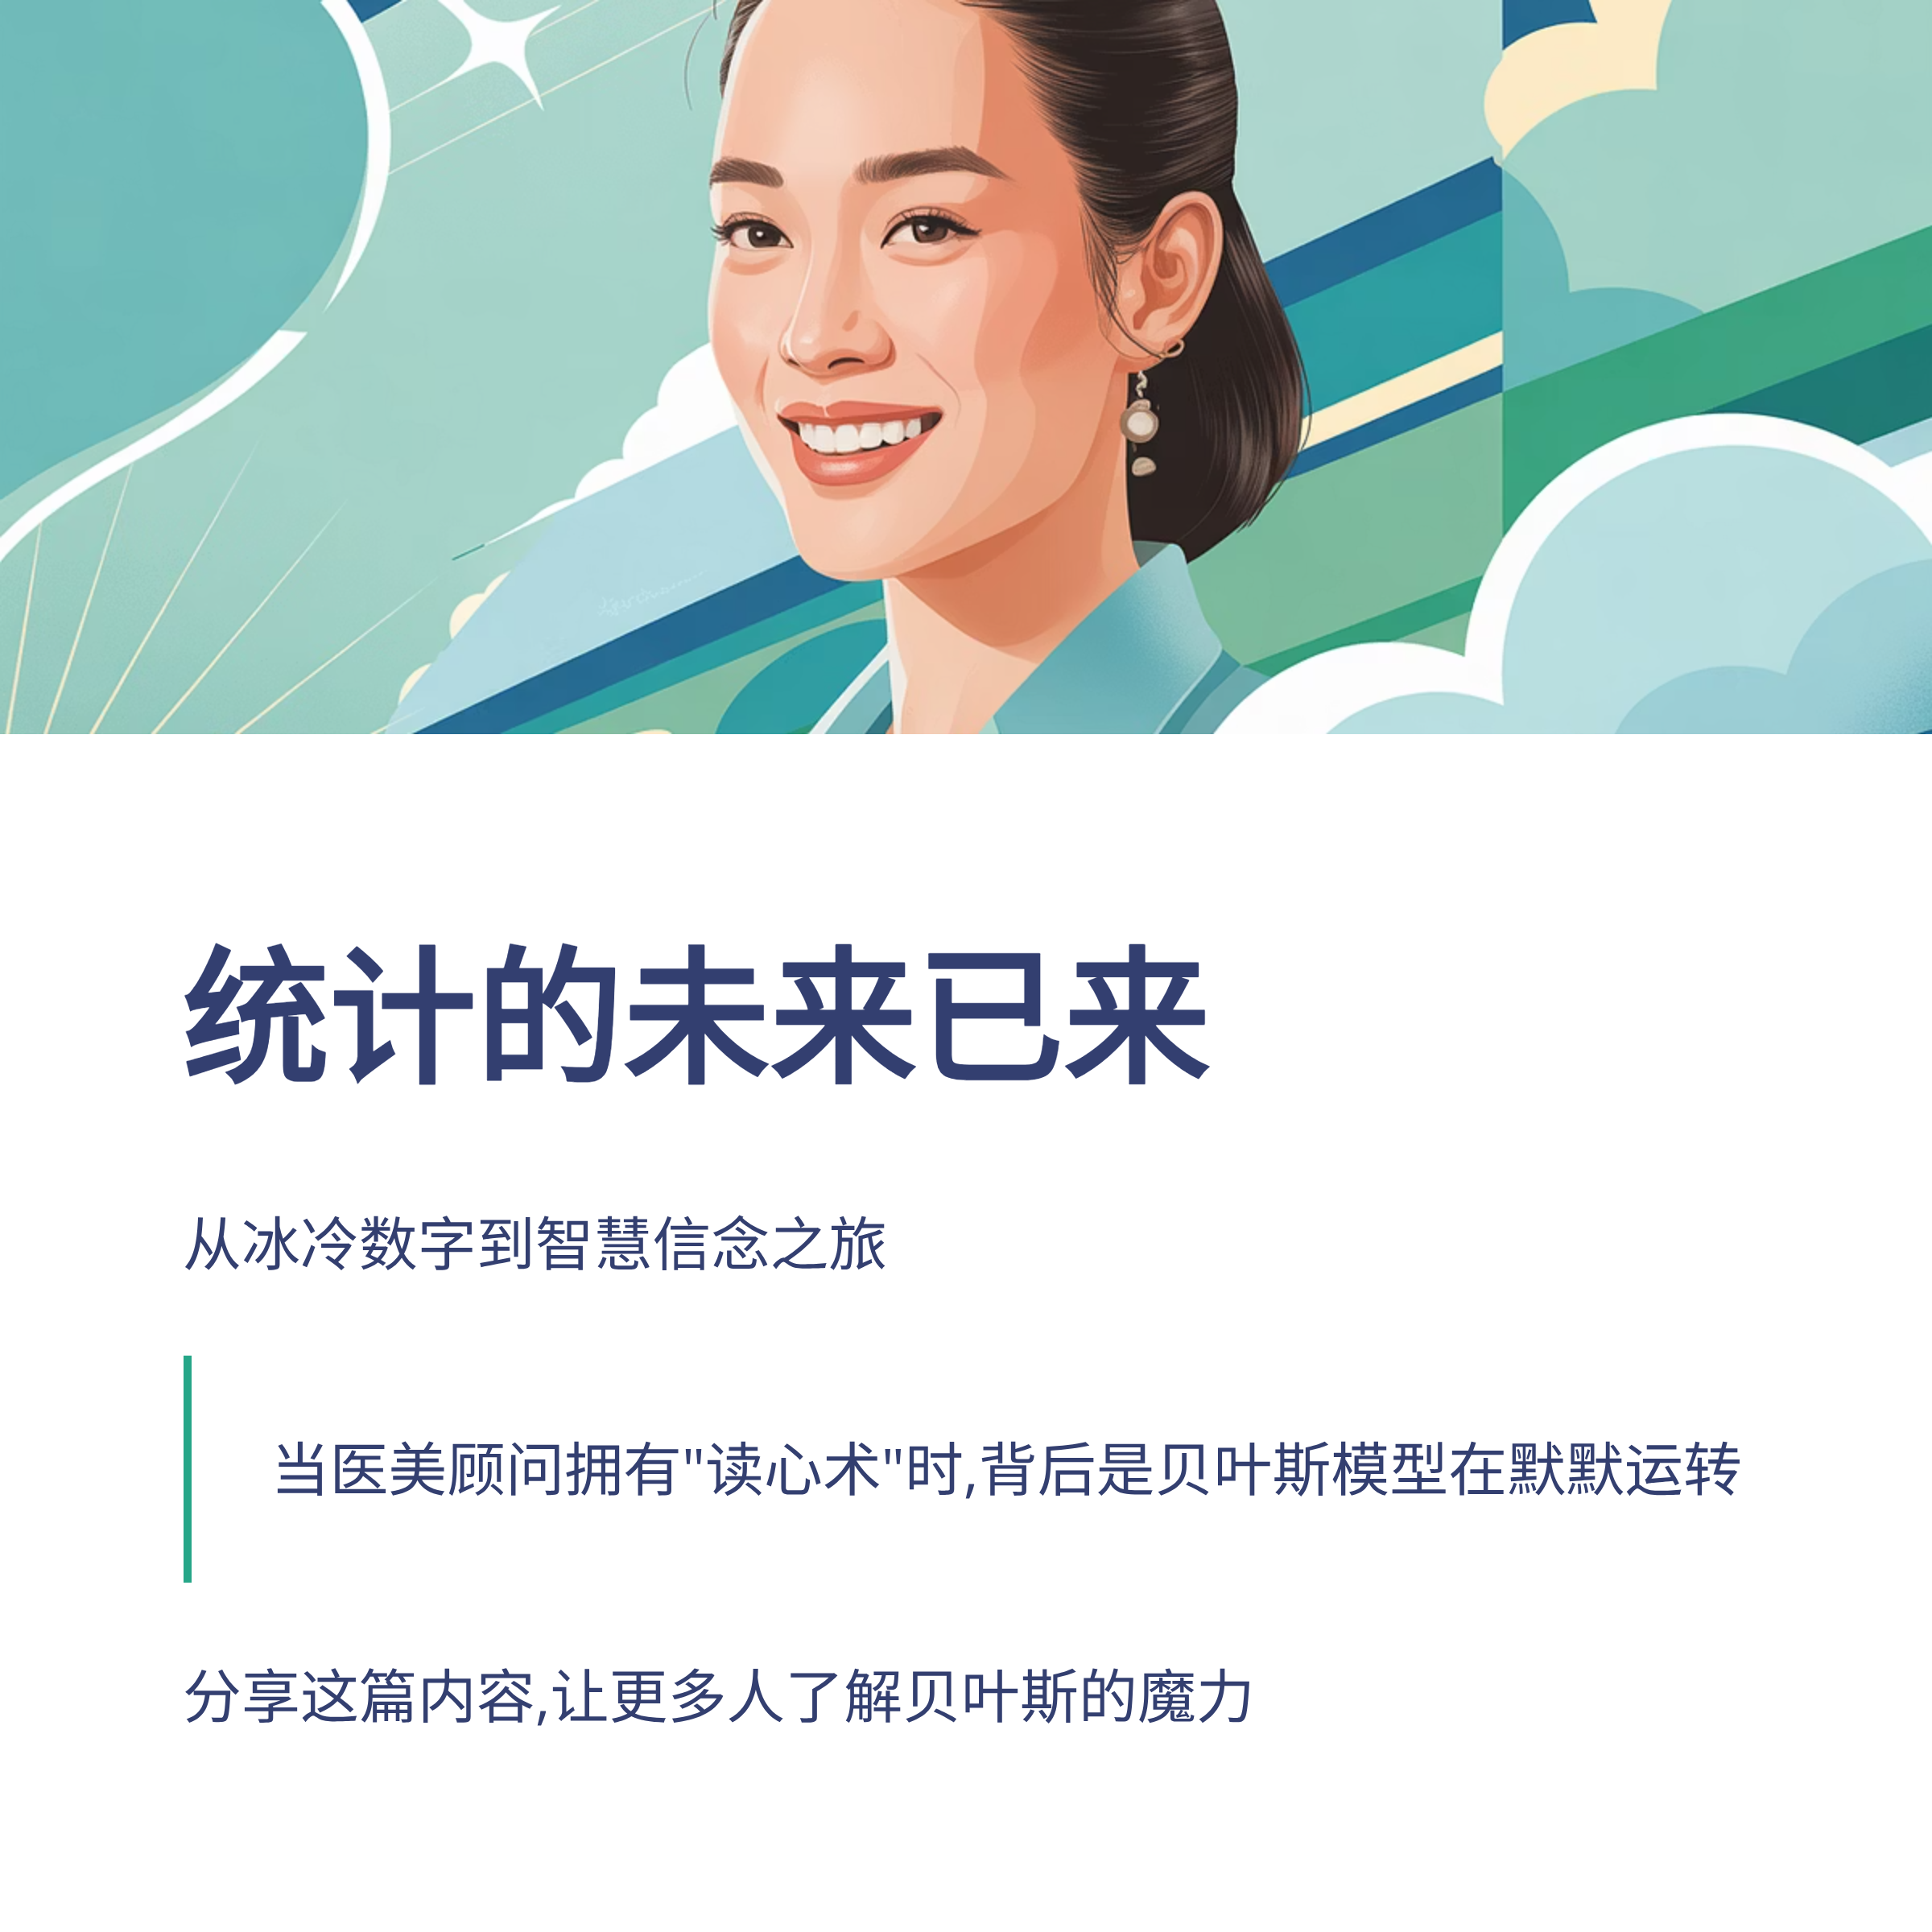 统计的未来已来
从冰冷数字到智慧信念之旅
当医美顾问拥有"读心术"时,背后是贝叶斯模型在默默运转
分享这篇内容,让更多人了解贝叶斯的魔力